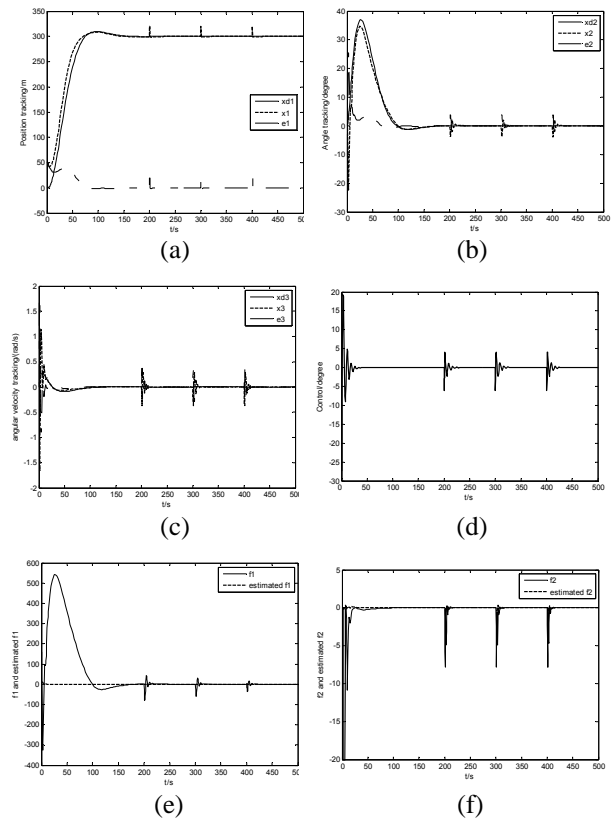 350
300
250
200
150
100
50
0
-50
Position tracking/m
xd1
x1
e1
0 50 100 150 200 250 300 350 400 450 500
t/s
(a)
40
30
20
10
0
-10
-20
-30
Angle tracking/degree
xd2
x2
e2
0 50 100 150 200 250 300 350 400 450 500
t/s
(b)
2
1.5
1
0.5
0
-0.5
-1
-1.5
-2
angular velocity tracking/(rad/s)
xd3
x3
e3
0 50 100 150 200 250 300 350 400 450 500
t/s
(c)
20
15
10
5
0
-5
-10
-15
-20
-25
-30
Control/degree
0 50 100 150 200 250 300 350 400 450 500
t/s
(d)
600
500
400
300
200
100
0
-100
-200
-300
-400
f1 and estimated f1
f1
estimated f1
0 50 100 150 200 250 300 350 400 450 500
t/s
(e)
5
0
-5
-10
-15
-20
f2 and estimated f2
f2
estimated f2
0 50 100 150 200 250 300 350 400 450 500
t/s
(f)